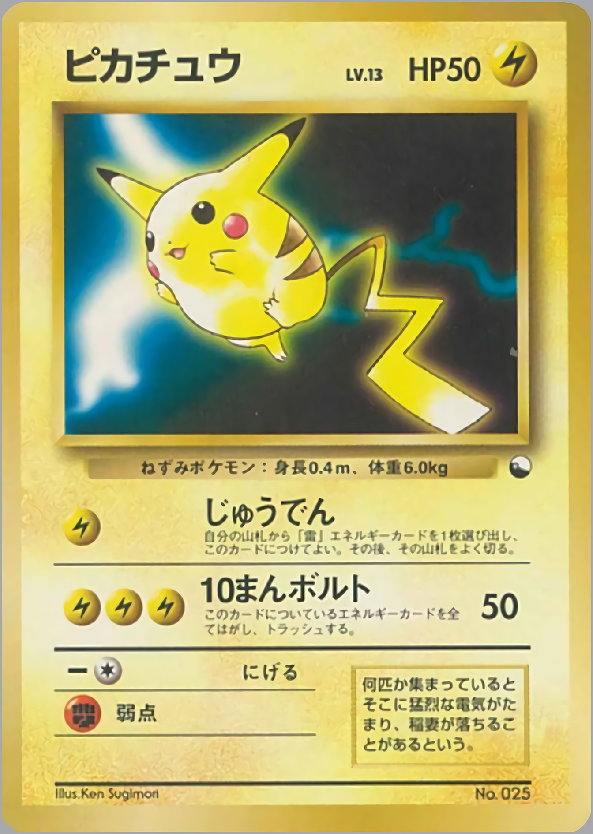 ピカチュウ LV.13 HP50
ねずみポケモン：身長0.4m、体重6.0kg
じゅうでん
自分の山札から「雷」エネルギーカードを1枚選び出し、
このカードにつけてよい。その後、その山札をよく切る。
10まんボルト 50
このカードについているエネルギーカードを全
てはがし、トラッシュする。
ー にげる
弱点
何匹か集まっていると
そこに猛烈な電気がた
まり、稲妻が落ちるこ
とがあるという。
Illus.Ken Sugimori No.025